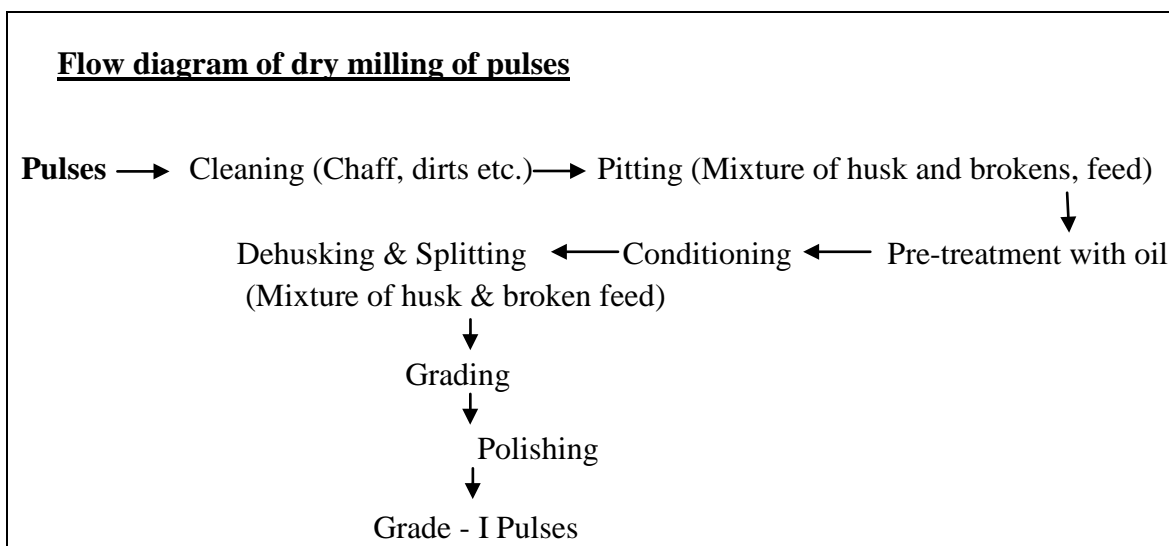 Flow diagram of dry milling of pulses
Pulses Cleaning (Chaff, dirts etc.) Pitting (Mixture of husk and brokens, feed)
Dehusking & Splitting Conditioning Pre-treatment with oil
(Mixture of husk & broken feed)
Grading
Polishing
Grade - I Pulses